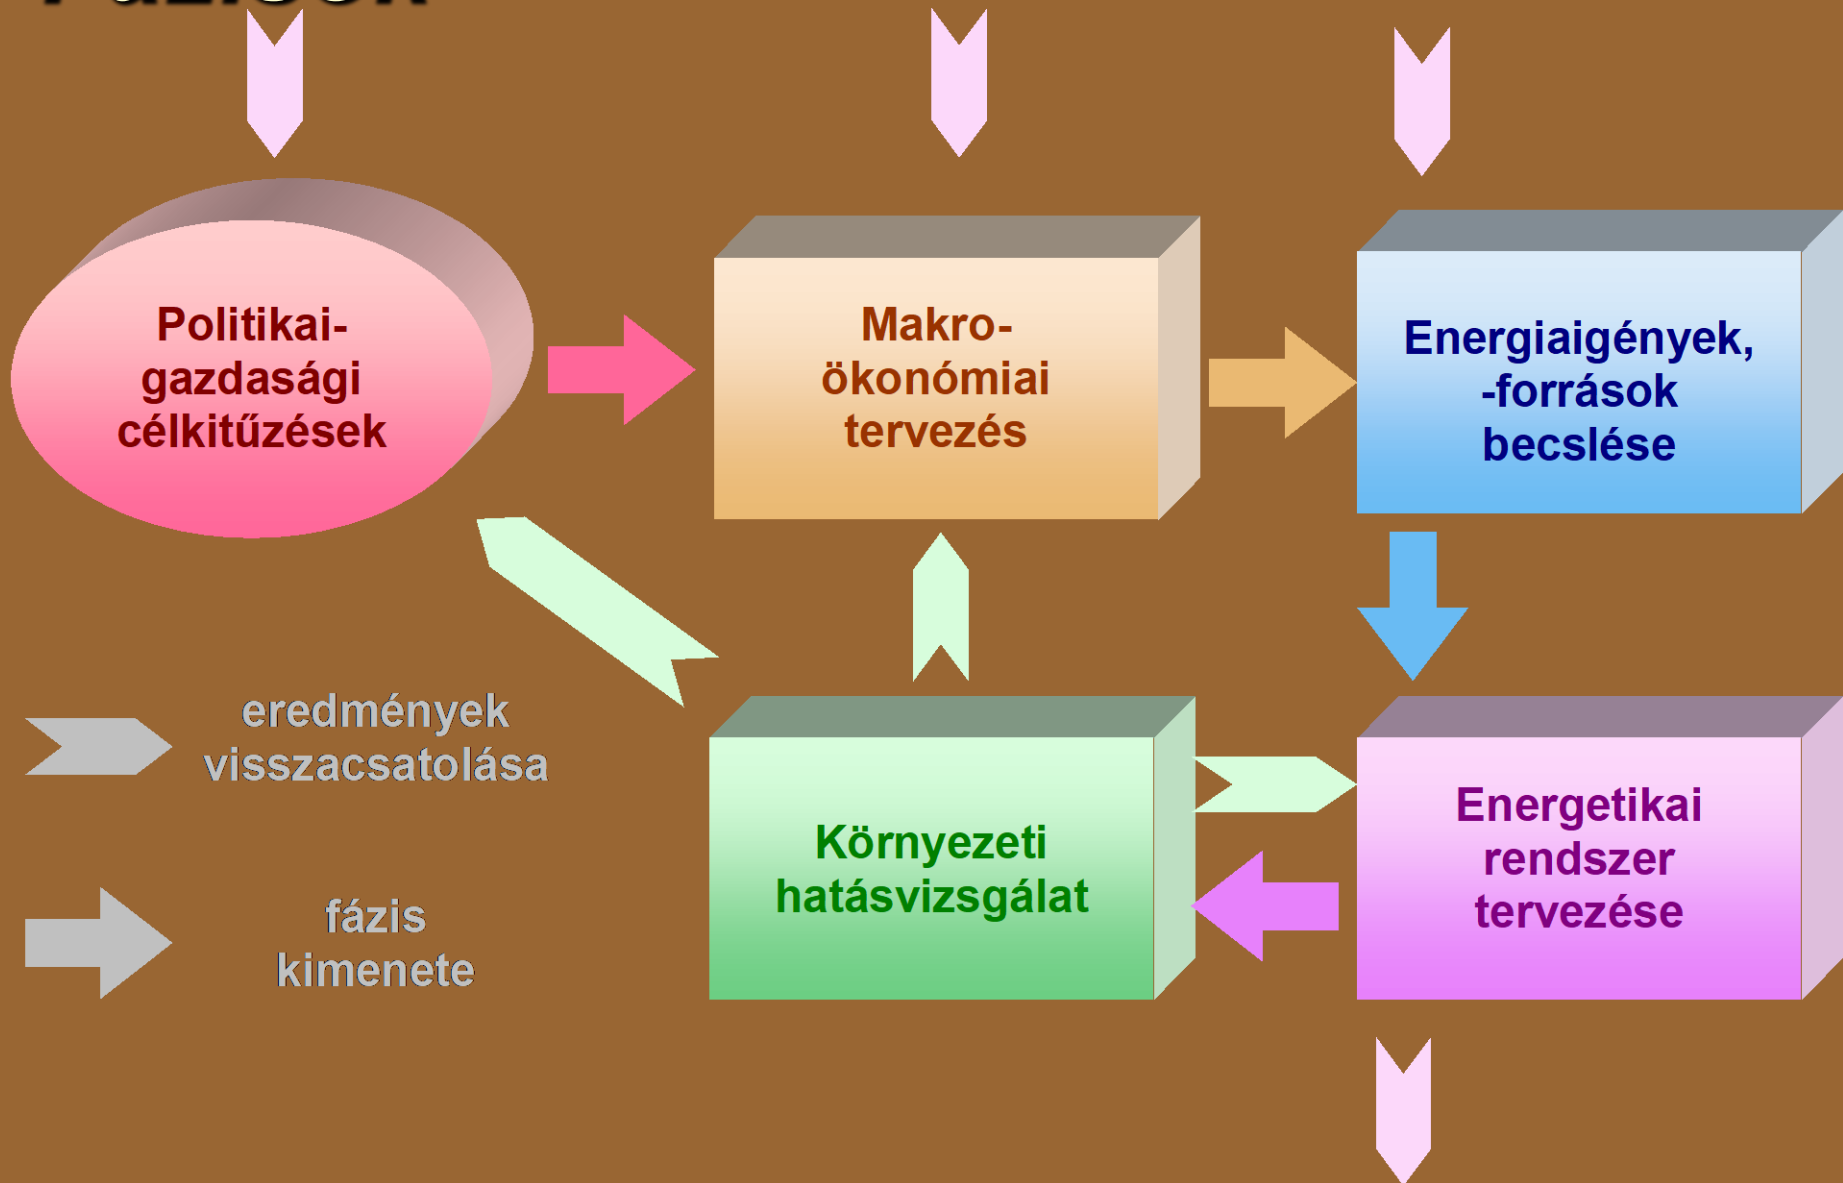 Politikai-
gazdasági
célkitűzések
Makro-
ökonómiai
tervezés
Energiaigények,
-források
becslése
eredmények
visszacsatolása
fázis
kimenete
Környezeti
hatásvizsgálat
Energetikai
rendszer
tervezése